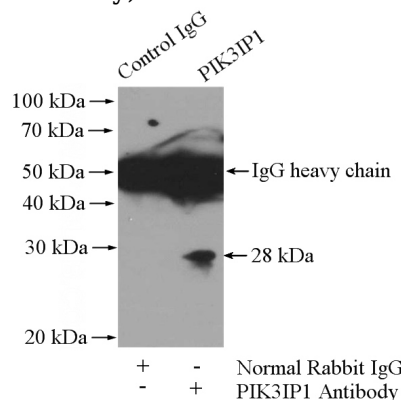 Control IgG
PIK3IP1
100 kDa
70 kDa
50 kDa
IgG heavy chain
40 kDa
30 kDa
28 kDa
20 kDa
+ - Normal Rabbit IgG
- + PIK3IP1 Antibody